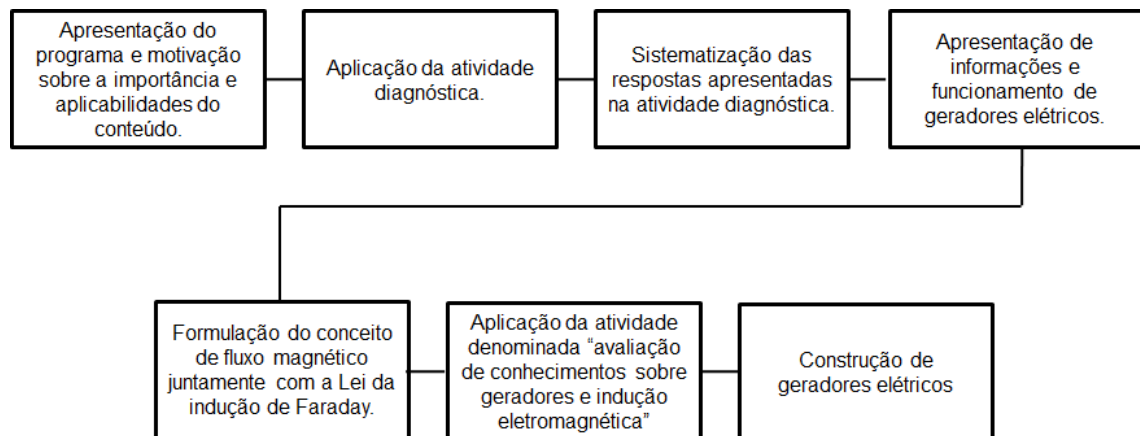 Apresentação do
programa e motivação
sobre a importância e
aplicabilidades do
conteúdo.
Aplicação da atividade
diagnóstica.
Sistematização das
respostas apresentadas
na atividade diagnóstica.
Apresentação de
informações e
funcionamento de
geradores elétricos.
Formulação do conceito
de fluxo magnético
juntamente com a Lei da
indução de Faraday.
Aplicação da atividade
denominada “avaliação
de conhecimentos sobre
geradores e indução
eletromagnética”
Construção de
geradores elétricos